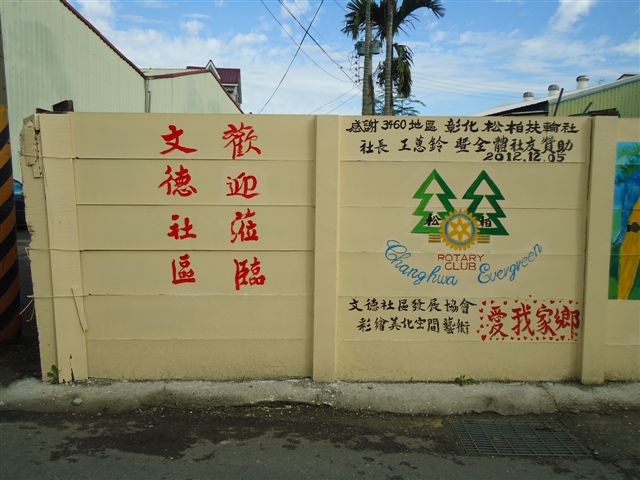 歡迎蒞臨
文德社區
感謝3460地區 彰化松柏扶輪社
社長 王蕙鈴 暨全體社友贊助
2012.12.05
松柏
ROTARY
CLUB
Changhwa Evergreen
文德社區發展協會
彩繪美化空間藝術
愛我家鄉